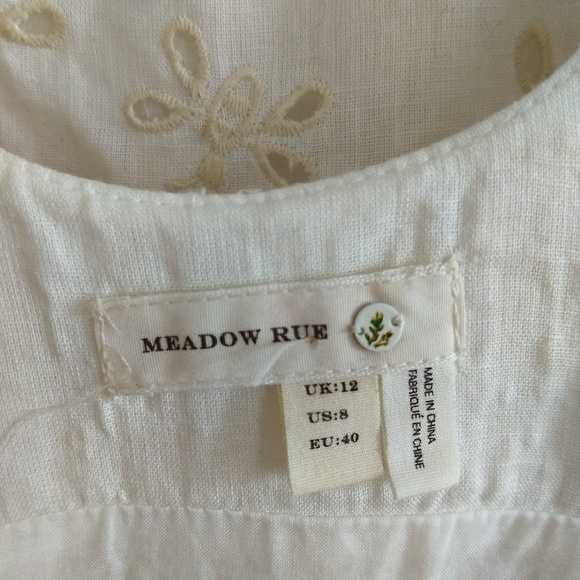 MEADOW RUE
UK:12
US:8
EU:40
MADE IN CHINA
FABRIQUÉ EN CHINE